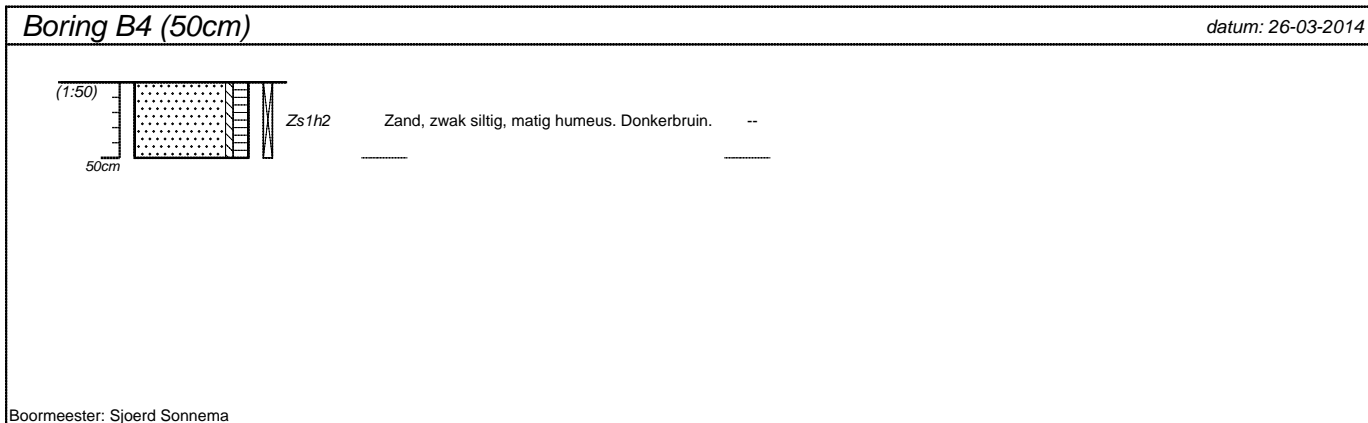 Boring B4 (50cm)
datum: 26-03-2014
(1:50)
Zs1h2 Zand, zwak siltig, matig humeus. Donkerbruin. --
50cm
Boormeester: Sjoerd Sonnema